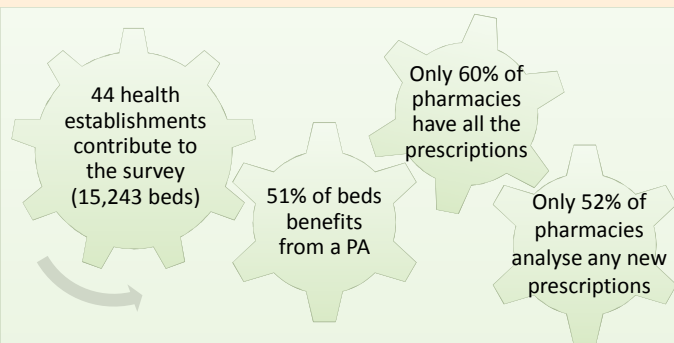 44 health
establishments
contribute to
the survey
(15,243 beds)
51% of beds
benefits
from a PA
Only 60% of
pharmacies
have all the
prescriptions
Only 52% of
pharmacies
analyse any new
prescriptions